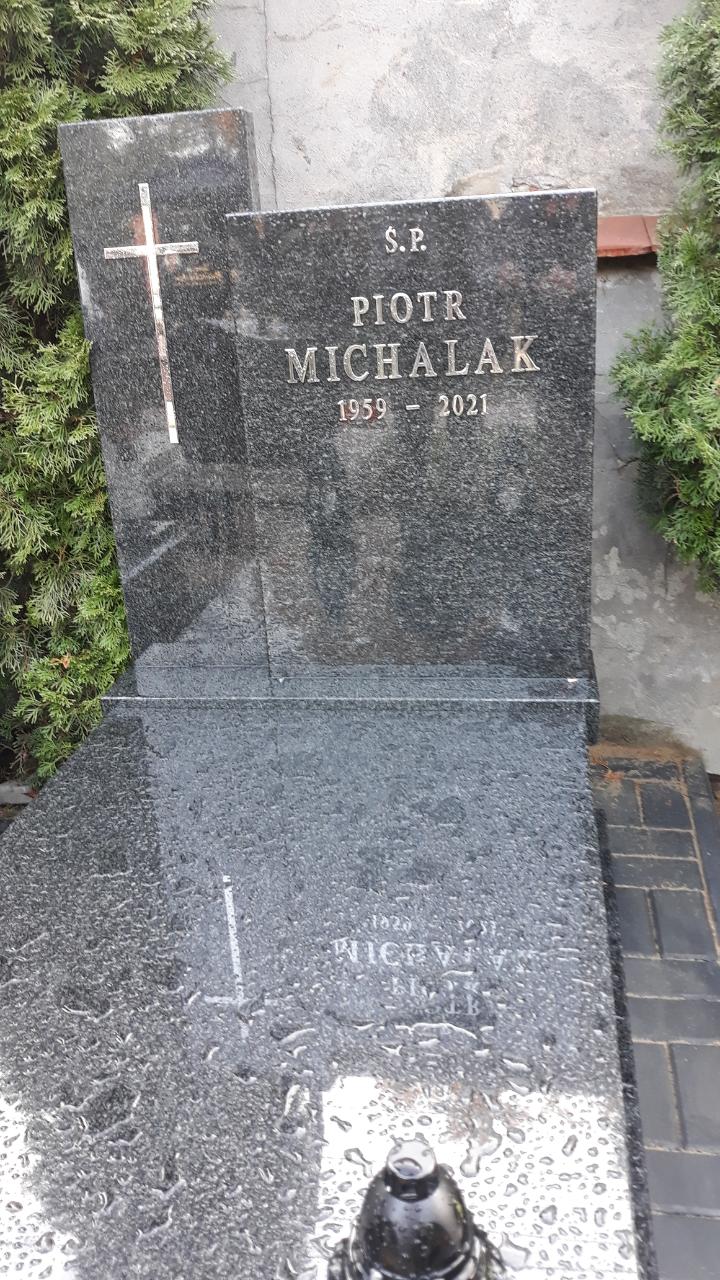 Ś.P.
PIOTR
MICHALAK
1959 - 2021